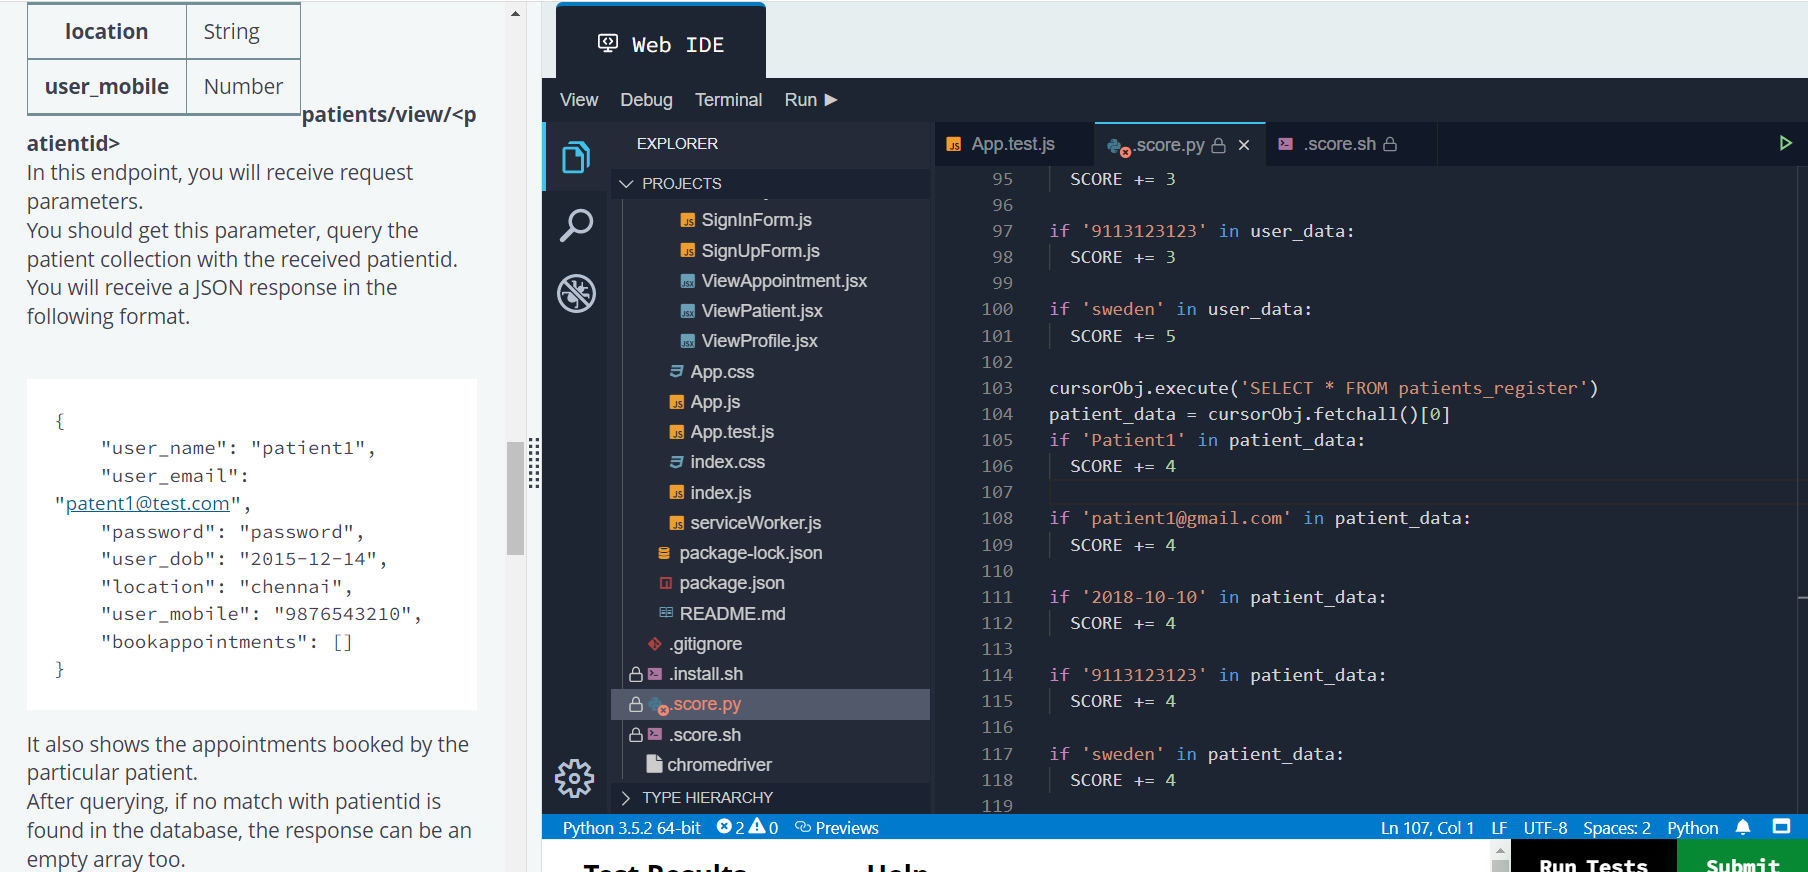 location String
user_mobile Number
patients/view/<p
atientid>
In this endpoint, you will receive request
parameters.
You should get this parameter, query the
patient collection with the received patientid.
You will receive a JSON response in the
following format.
{
"user_name": "patient1",
"user_email":
"patent1@test.com",
"password": "password",
"user_dob": "2015-12-14",
"location": "chennai",
"user_mobile": "9876543210",
"bookappointments": []
}
It also shows the appointments booked by the
particular patient.
After querying, if no match with patientid is
found in the database, the response can be an
empty array too.
Web IDE
View Debug Terminal Run
EXPLORER
PROJECTS
SignInForm.js
SignUpForm.js
ViewAppointment.jsx
ViewPatient.jsx
ViewProfile.jsx
App.css
App.js
App.test.js
index.css
index.js
serviceWorker.js
package-lock.json
package.json
README.md
.gitignore
.install.sh
.score.py
.score.sh
chromedriver
TYPE HIERARCHY
App.test.js .score.py .score.sh
95 SCORE += 3
96
97 if '9113123123' in user_data:
98 SCORE += 3
99
100 if 'sweden' in user_data:
101 SCORE += 5
102
103 cursorObj.execute('SELECT * FROM patients_register')
104 patient_data = cursorObj.fetchall()[0]
105 if 'Patient1' in patient_data:
106 SCORE += 4
107
108 if 'patient1@gmail.com' in patient_data:
109 SCORE += 4
110
111 if '2018-10-10' in patient_data:
112 SCORE += 4
113
114 if '9113123123' in patient_data:
115 SCORE += 4
116
117 if 'sweden' in patient_data:
118 SCORE += 4
119
Python 3.5.2 64-bit 2 0 Previews Ln 107, Col 1 LF UTF-8 Spaces: 2 Python
Test Results Help Run Tests Submit